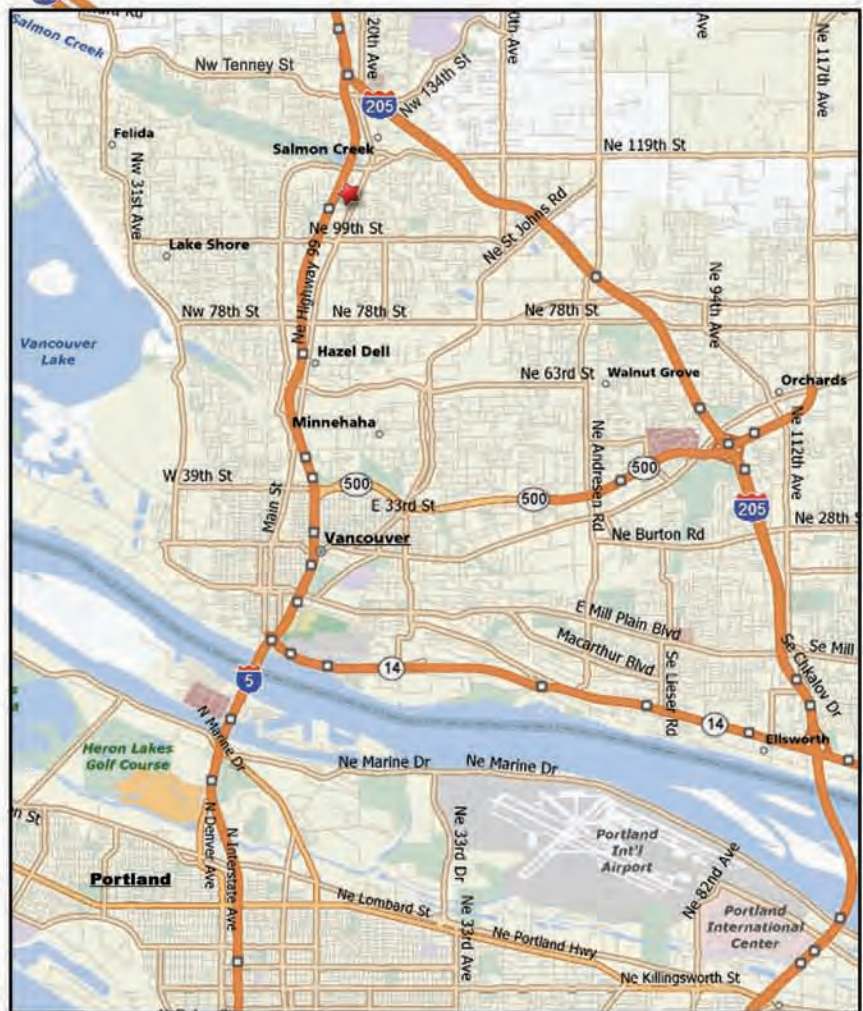 Salmon Creek
Rd
20th Ave
0th Ave
Ave
Ne 117th Ave
Nw Tenney St
Nw 134th St
205
Felida
Salmon Creek
Ne 119th St
Nw 31st Ave
Ne 99th St
Ne St Johns Rd
Lake Shore
Ne Highway 99
Ne 94th Ave
Nw 78th St
Ne 78th St
Ne 78th St
Vancouver
Lake
Hazel Dell
Ne 63rd St
Walnut Grove
Orchards
Minnehaha
Ne Andresen Rd
Ne 112th Ave
W 39th St
500
500
500
E 33rd St
Main St
205
Ne 28th S
Vancouver
Ne Burton Rd
E Mill Plain Blvd
Se Mill
Macarthur Blvd
Se Lieser Rd
Se Chkalov Dr
14
5
14
Ellsworth
N Marine Dr
Heron Lakes
Golf Course
Ne Marine Dr
Ne Marine Dr
n St
N Denver Ave
N Interstate Ave
Ne 33rd Dr
Portland
Int'l
Airport
Ne 82nd Ave
Portland
Ne Lombard St
Ne 33rd Ave
Ne Portland Hwy
Portland
International
Center
Ne Killingsworth St